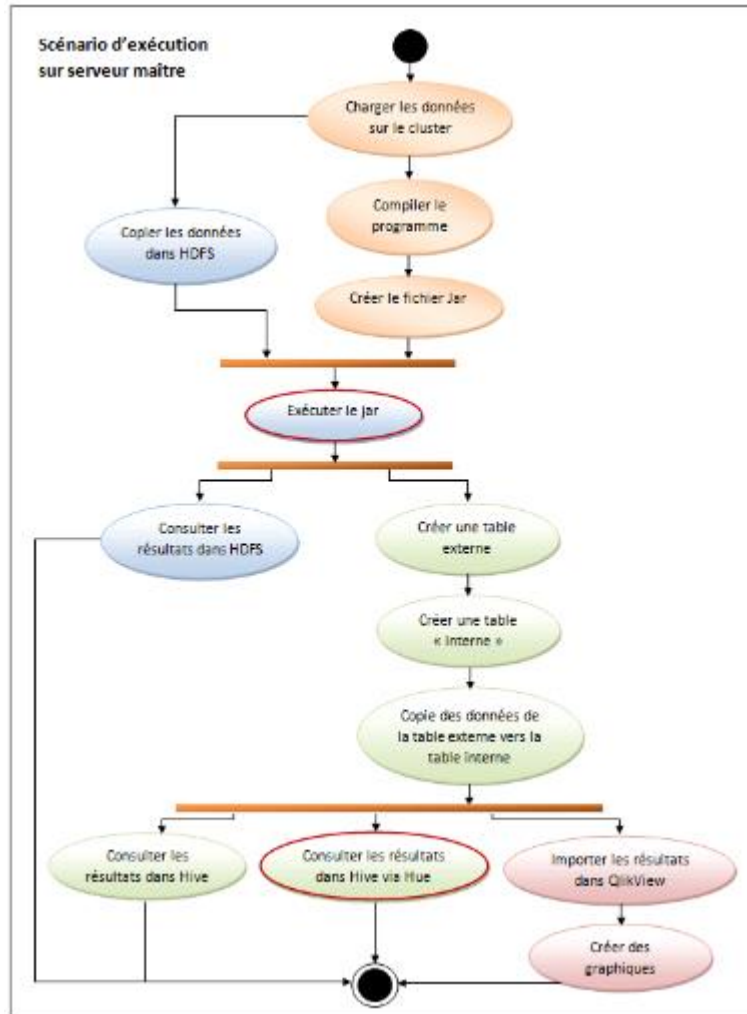 Scénario d'exécution
sur serveur maître
Charger les données
sur le cluster
Compiler le
programme
Copier les données
dans HDFS
Créer le fichier Jar
Exécuter le jar
Consulter les
résultats dans HDFS
Créer une table
externe
Créer une table
« interne »
Copie des données de
la table externe vers la
table interne
Consulter les
résultats dans Hive
Consulter les résultats
dans Hive via Hue
Importer les résultats
dans QlikView
Créer des
graphiques